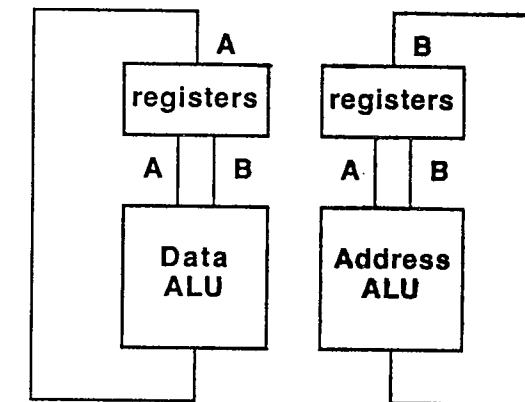 A
registers
A B
Data
ALU
B
registers
A B
Address
ALU